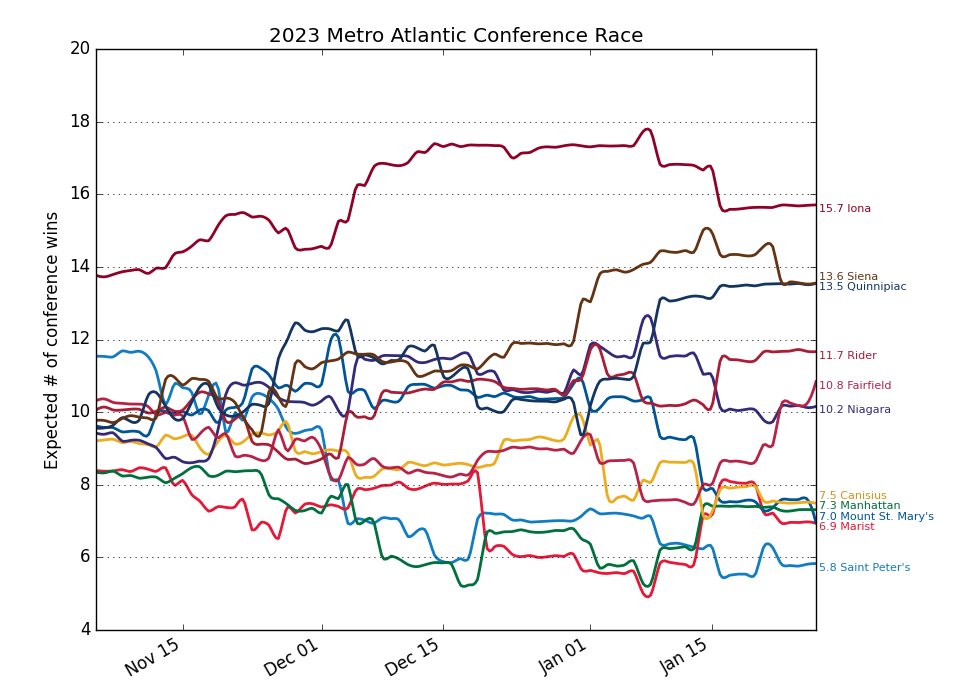 2023 Metro Atlantic Conference Race
Expected # of conference wins
20
18
16
14
12
10
8
6
4
Nov 15
Dec 01
Dec 15
Jan 01
Jan 15
15.7 Iona
13.6 Siena
13.5 Quinnipiac
11.7 Rider
10.8 Fairfield
10.2 Niagara
7.5 Canisius
7.3 Manhattan
7.0 Mount St. Mary's
6.9 Marist
5.8 Saint Peter's